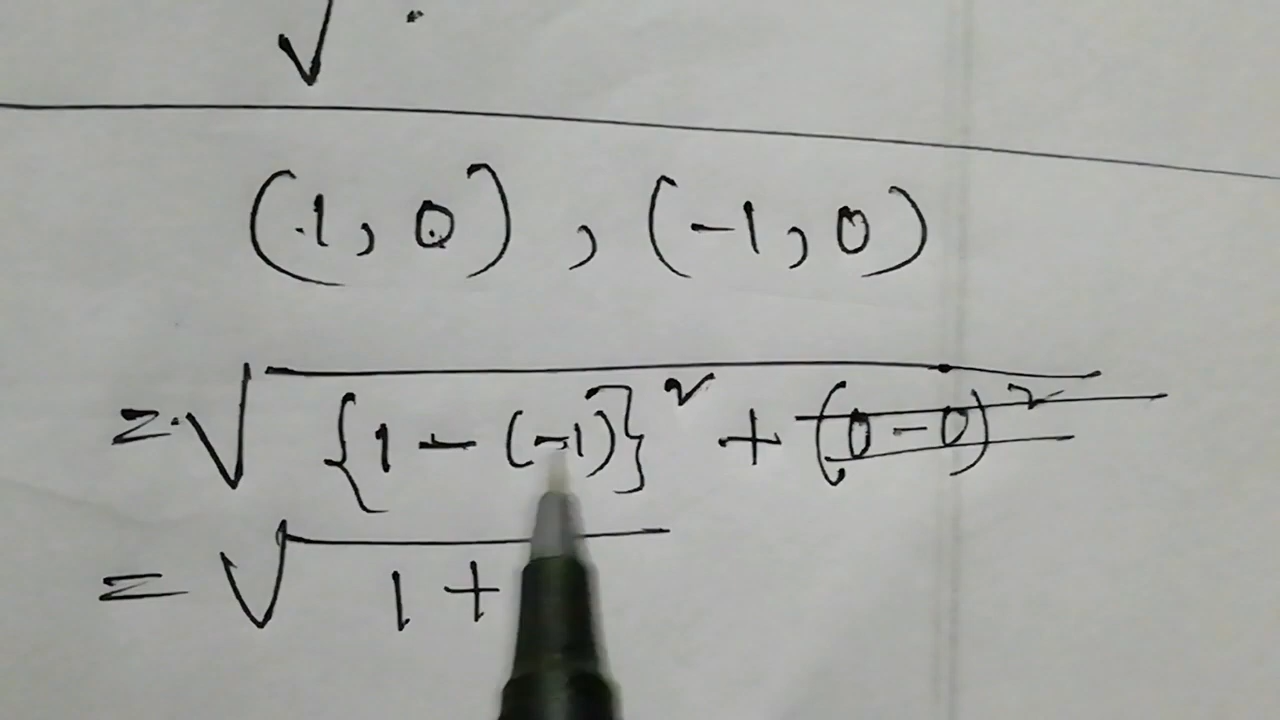 √
(1, 0), (-1, 0)
= √{1 - (-1)}² + (0 - 0)²
= √1 +